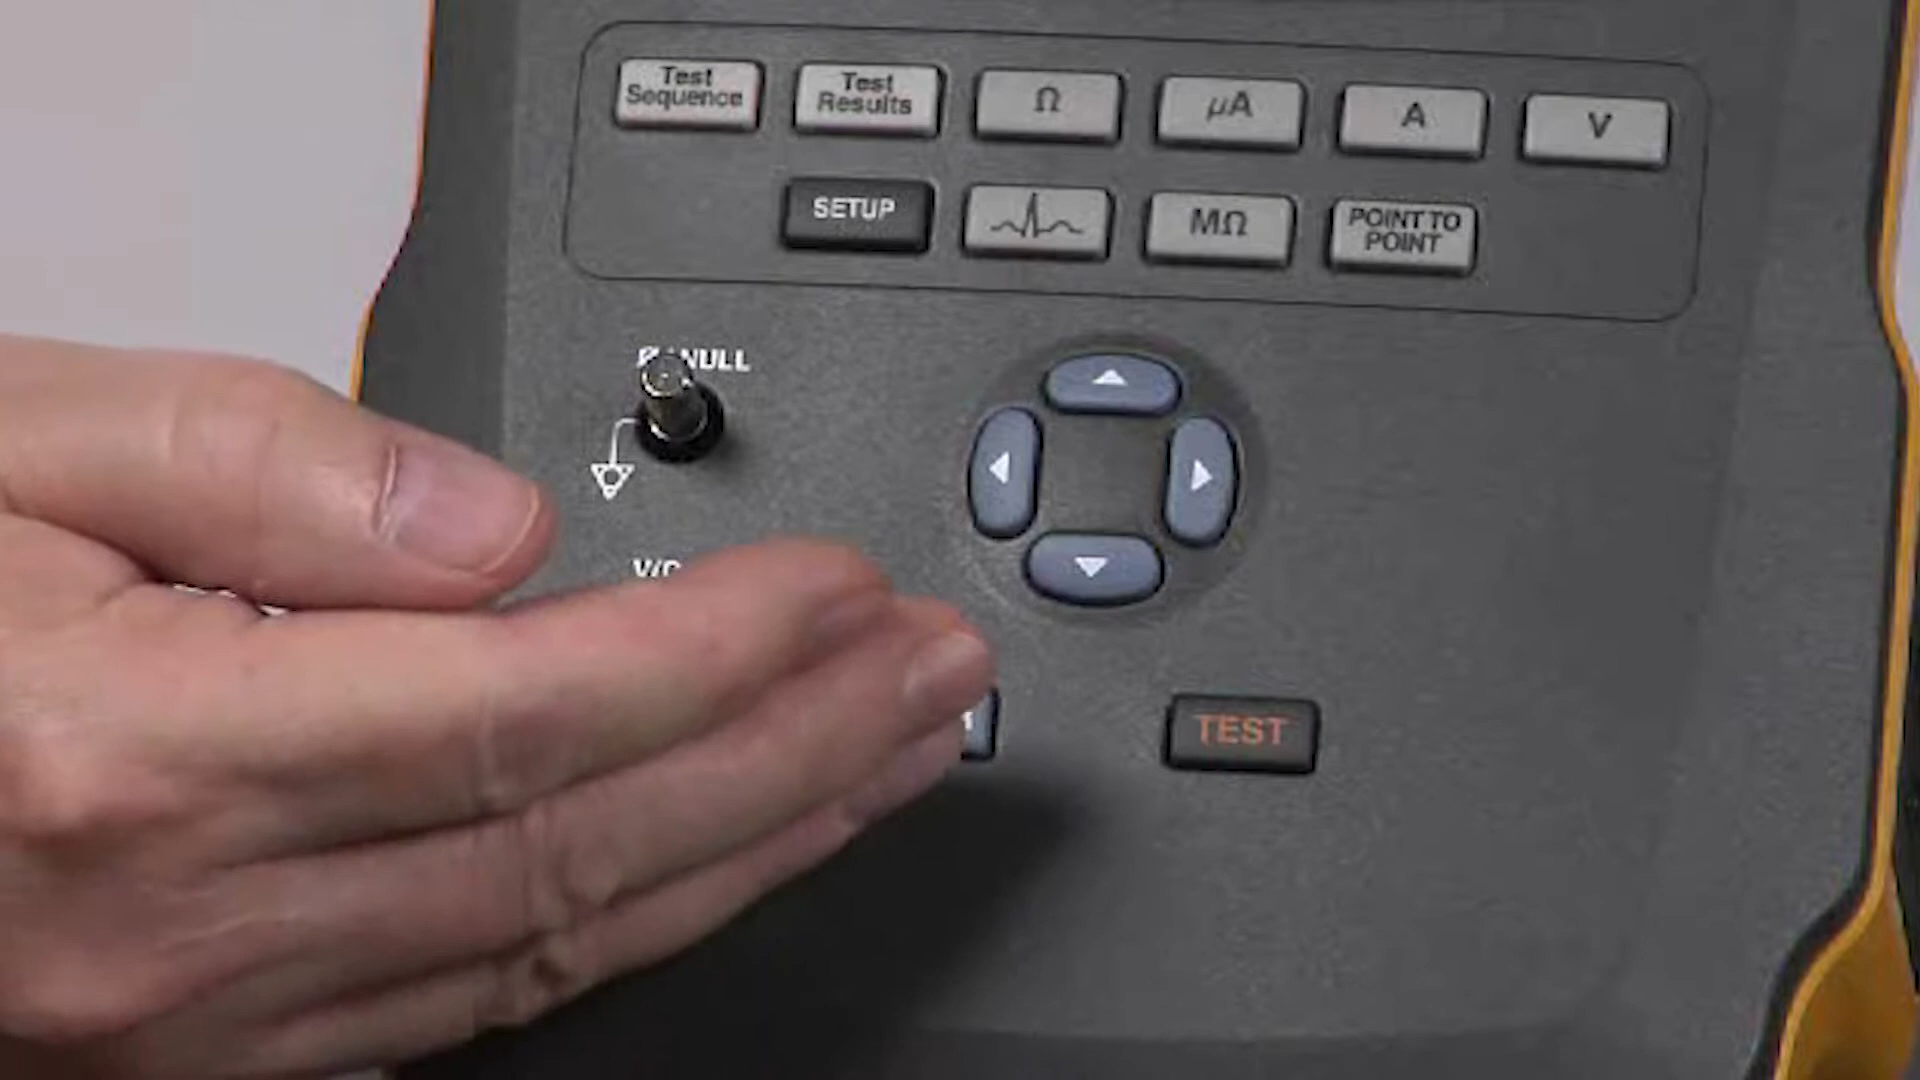 Test
Sequence
Test
Results
Ω
µA
A
V
SETUP
MΩ
POINT TO
POINT
NULL
TEST